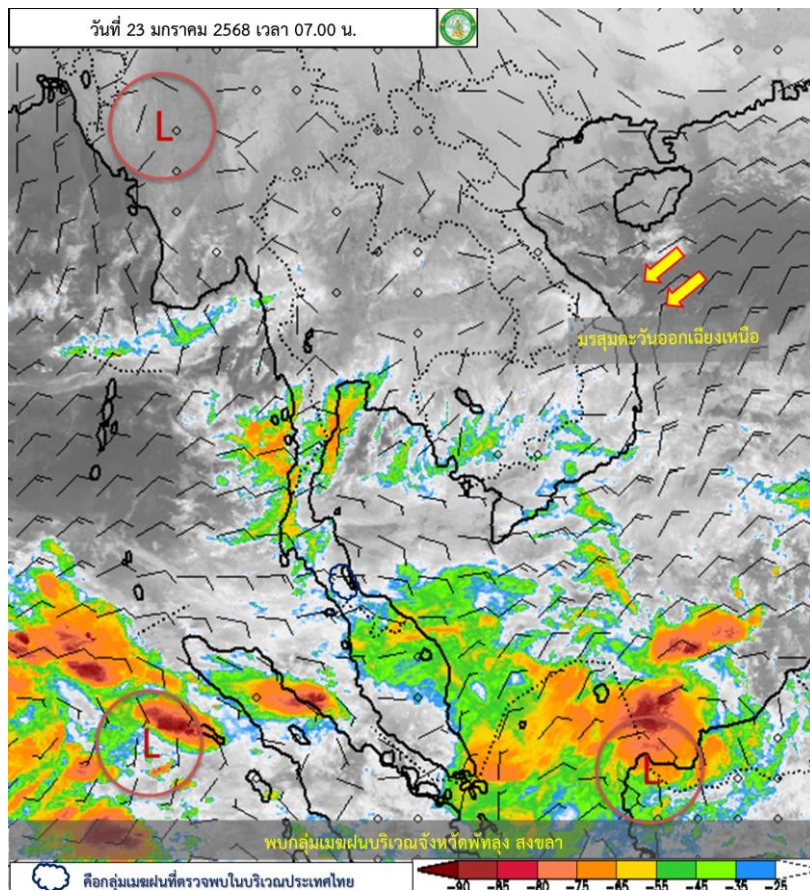 วันที่ 23 มกราคม 2568 เวลา 07.00 น.
L
มรสุมตะวันออกเฉียงเหนือ
L
L
พบกลุ่มเมฆฝนบริเวณจังหวัดพัทลุง สงขลา
คือกลุ่มเมฆฝนที่ตรวจพบในบริเวณประเทศไทย
-90 -85 -80 -75 -65 -55 -45 -35 -25